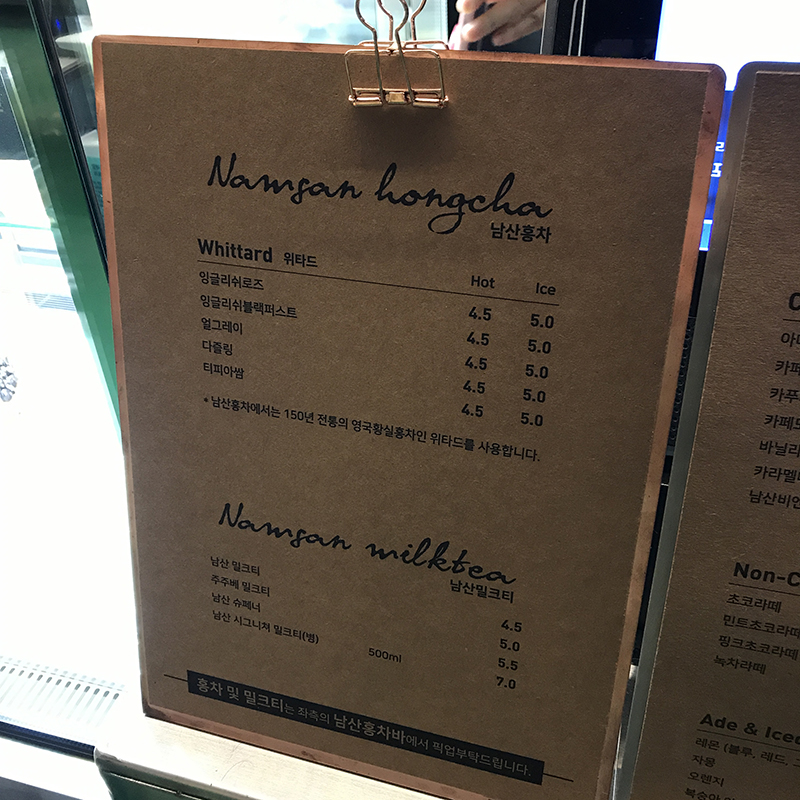 Namsan hongcha
남산홍차
Whittard 위타드
Hot Ice
잉글리쉬로즈 4.5 5.0
잉글리쉬블랙퍼스트 4.5 5.0
얼그레이 4.5 5.0
다즐링 4.5 5.0
티피아쌈 4.5 5.0
* 남산홍차에서는 150년 전통의 영국황실홍차인 위타드를 사용합니다.
Namsan milktea
남산밀크티
남산 밀크티 4.5
주주베 밀크티 5.0
남산 슈페너 5.5
남산 시그니쳐 밀크티(병) 500ml 7.0
홍차 및 밀크티는 좌측의 남산홍차바에서 픽업부탁드립니다.
바닐라
남산비엔
Non-C
초코라떼
민트초코라떼
핑크초코라떼
녹차라떼
Ade & Iced
레몬 (블루, 레드,
자몽
오렌지